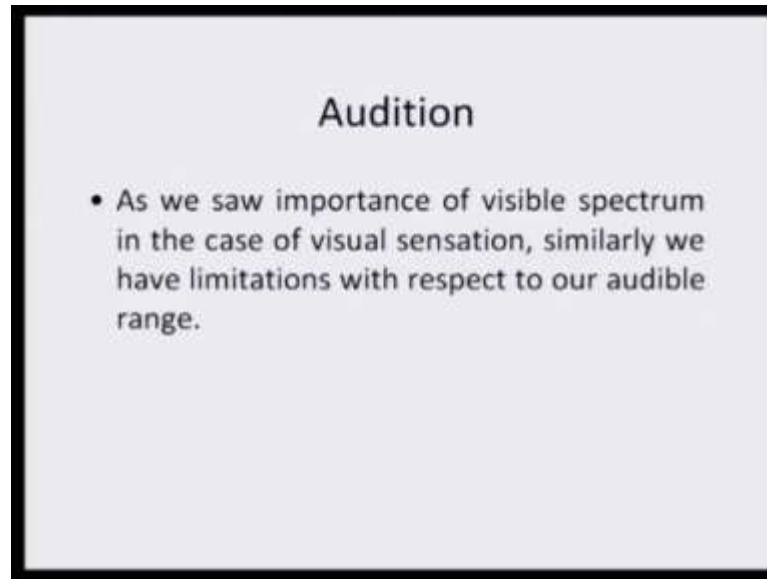 Audition
• As we saw importance of visible spectrum
in the case of visual sensation, similarly we
have limitations with respect to our audible
range.